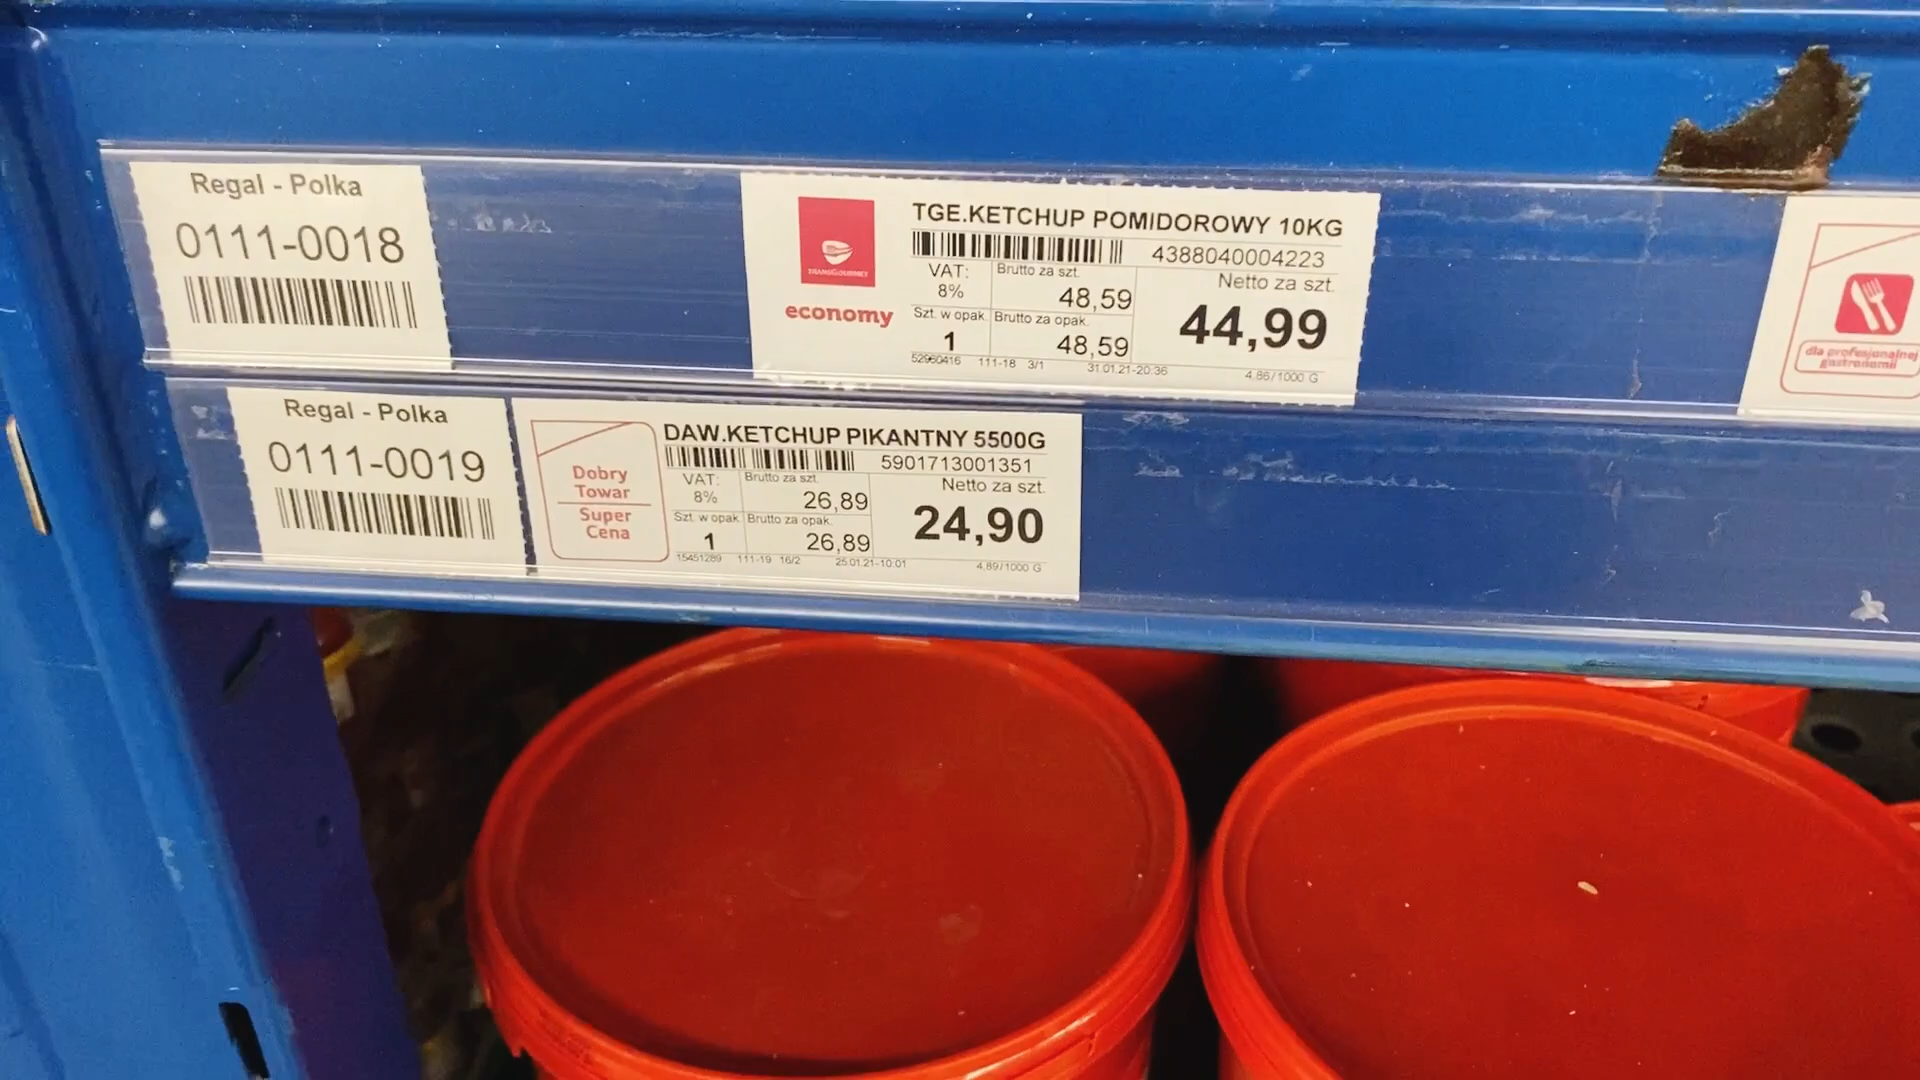 Regal - Polka
0111-0018
TRANSGOURMET
economy
TGE.KETCHUP POMIDOROWY 10KG
4388040004223
VAT:
8%
Brutto za szt.
48,59
Netto za szt.
44,99
Szt. w opak.
1
Brutto za opak.
48,59
52960416 111-18 3/1 31.01.21-20:36 4.86/1000 G
dla profesjonalnej
gastronomii
Regal - Polka
0111-0019
Dobry
Towar
Super
Cena
DAW.KETCHUP PIKANTNY 5500G
5901713001351
VAT:
8%
Brutto za szt.
26,89
Netto za szt.
24,90
Szt. w opak.
1
Brutto za opak.
26,89
15451289 111-19 16/2 25.01.21-10:01 4.89/1000 G